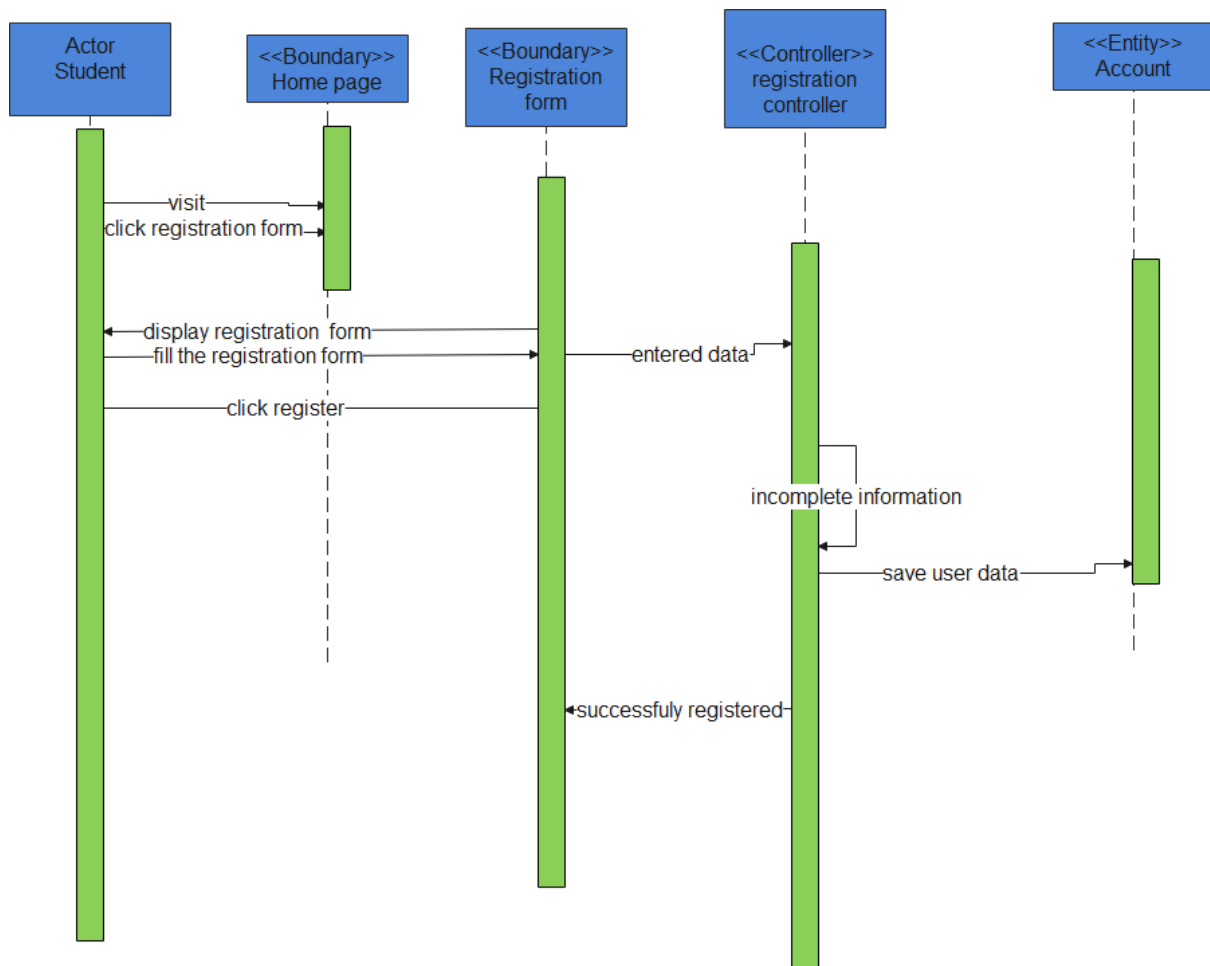 Actor
Student
<<Boundary>>
Home page
<<Boundary>>
Registration
form
<<Controller>>
registration
controller
<<Entity>>
Account
visit
click registration form
display registration  form
fill the registration form
entered data
click register
incomplete information
save user data
successfuly registered